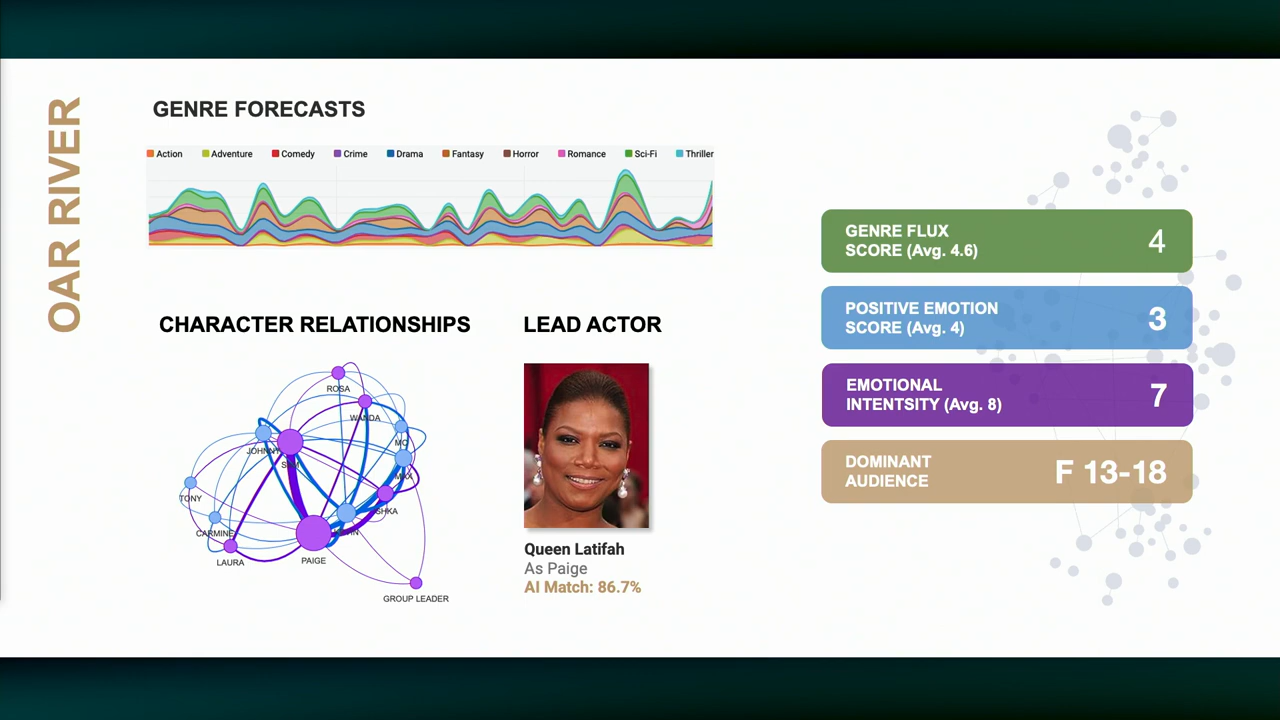 OAR RIVER
GENRE FORECASTS
Action Adventure Comedy Crime Drama Fantasy Horror Romance Sci-Fi Thriller
CHARACTER RELATIONSHIPS
ROSA
WANDA
MO
JOHNNY
TONY
CARMINE
LAURA
PAIGE
GROUP LEADER
LEAD ACTOR
Queen Latifah
As Paige
AI Match: 86.7%
GENRE FLUX
SCORE (Avg. 4.6)
4
POSITIVE EMOTION
SCORE (Avg. 4)
3
EMOTIONAL
INTENTSITY (Avg. 8)
7
DOMINANT
AUDIENCE
F 13-18